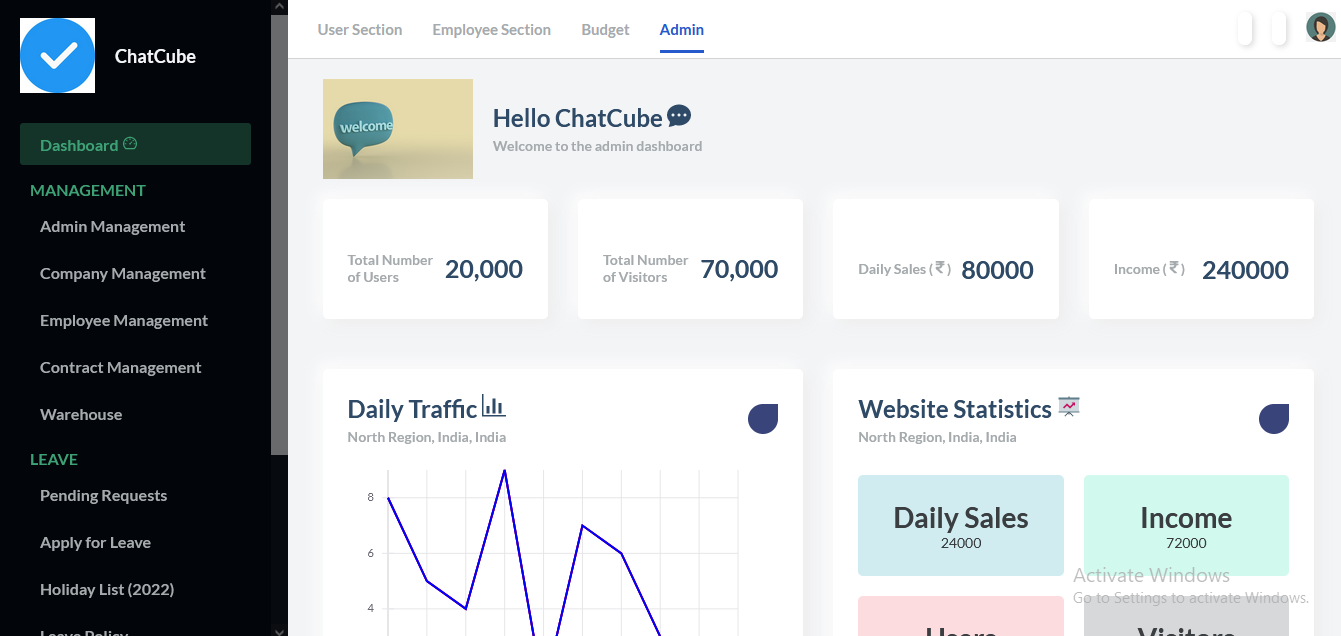 ChatCube
Dashboard
MANAGEMENT
Admin Management
Company Management
Employee Management
Contract Management
Warehouse
LEAVE
Pending Requests
Apply for Leave
Holiday List (2022)
Leave Policy
User Section Employee Section Budget Admin
welcome
Hello ChatCube
Welcome to the admin dashboard
Total Number
of Users
20,000
Total Number
of Visitors
70,000
Daily Sales (₹) 80000
Income (₹) 240000
Daily Traffic
North Region, India, India
8
6
4
Website Statistics
North Region, India, India
Daily Sales
24000
Income
72000
Users
Visitors
Activate Windows
Go to Settings to activate Windows.